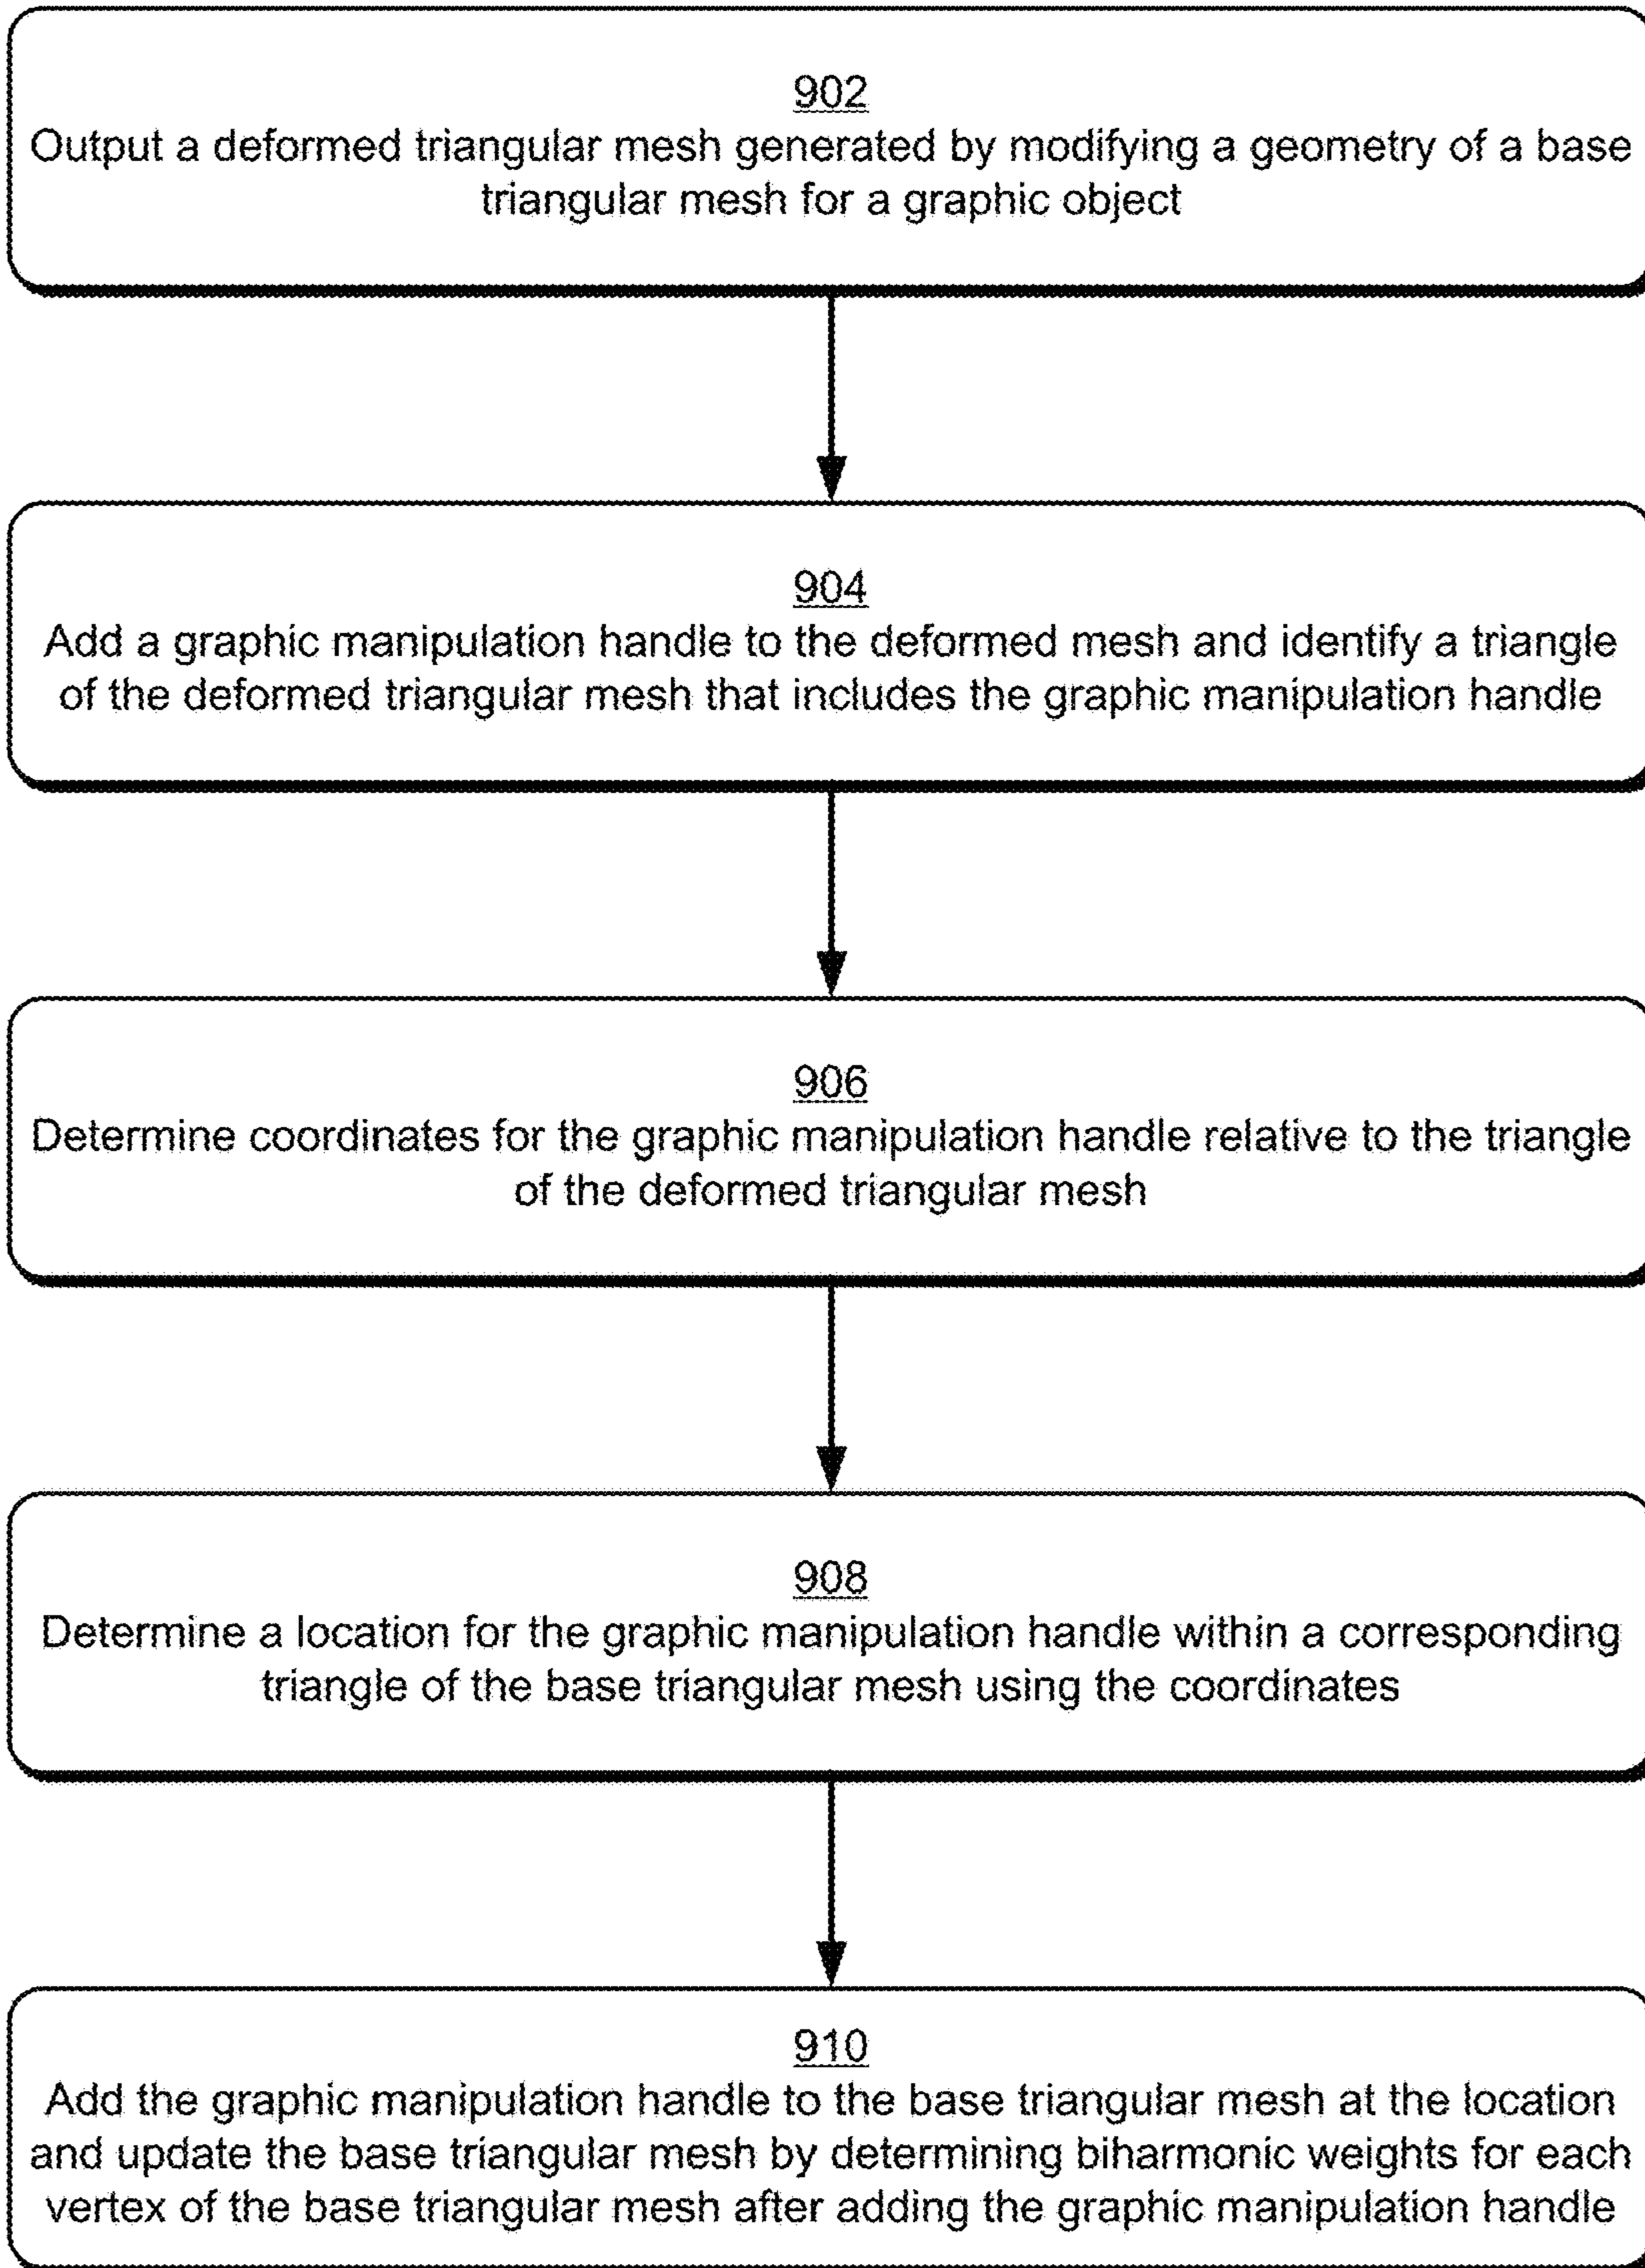 902
Output a deformed triangular mesh generated by modifying a geometry of a base
triangular mesh for a graphic object
904
Add a graphic manipulation handle to the deformed mesh and identify a triangle
of the deformed triangular mesh that includes the graphic manipulation handle
906
Determine coordinates for the graphic manipulation handle relative to the triangle
of the deformed triangular mesh
908
Determine a location for the graphic manipulation handle within a corresponding
triangle of the base triangular mesh using the coordinates
910
Add the graphic manipulation handle to the base triangular mesh at the location
and update the base triangular mesh by determining biharmonic weights for each
vertex of the base triangular mesh after adding the graphic manipulation handle